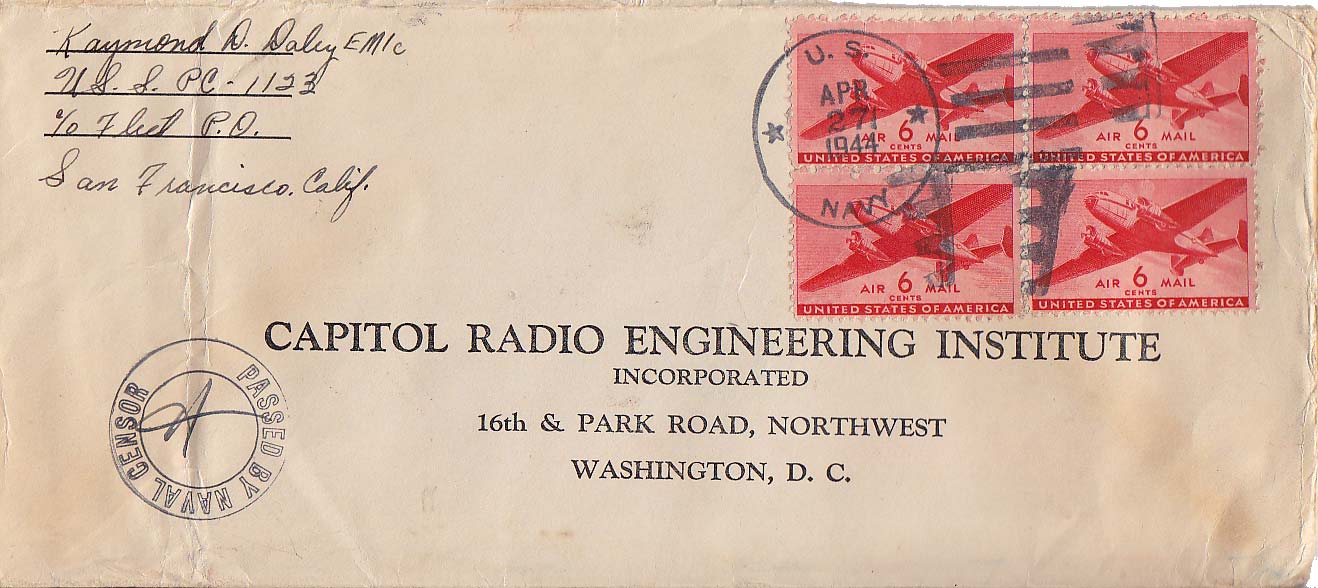 Raymond D. Daley EM1c
U.S.S. PC-1123
c/o Fleet P.O.
San Francisco. Calif.
U. S.
APR
271
1944
NAVY
AIR 6 MAIL
CENTS
UNITED STATES OF AMERICA
AIR 6 MAIL
CENTS
UNITED STATES OF AMERICA
AIR 6 MAIL
CENTS
UNITED STATES OF AMERICA
AIR 6 MAIL
CENTS
UNITED STATES OF AMERICA
CAPITOL RADIO ENGINEERING INSTITUTE
INCORPORATED
16th & PARK ROAD, NORTHWEST
WASHINGTON, D. C.
PASSED BY NAVAL CENSOR